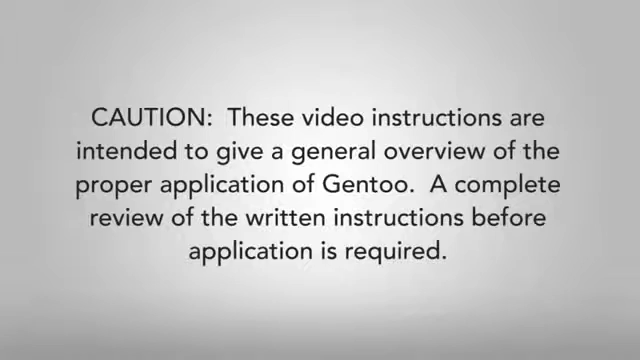 CAUTION:  These video instructions are
intended to give a general overview of the
proper application of Gentoo.  A complete
review of the written instructions before
application is required.